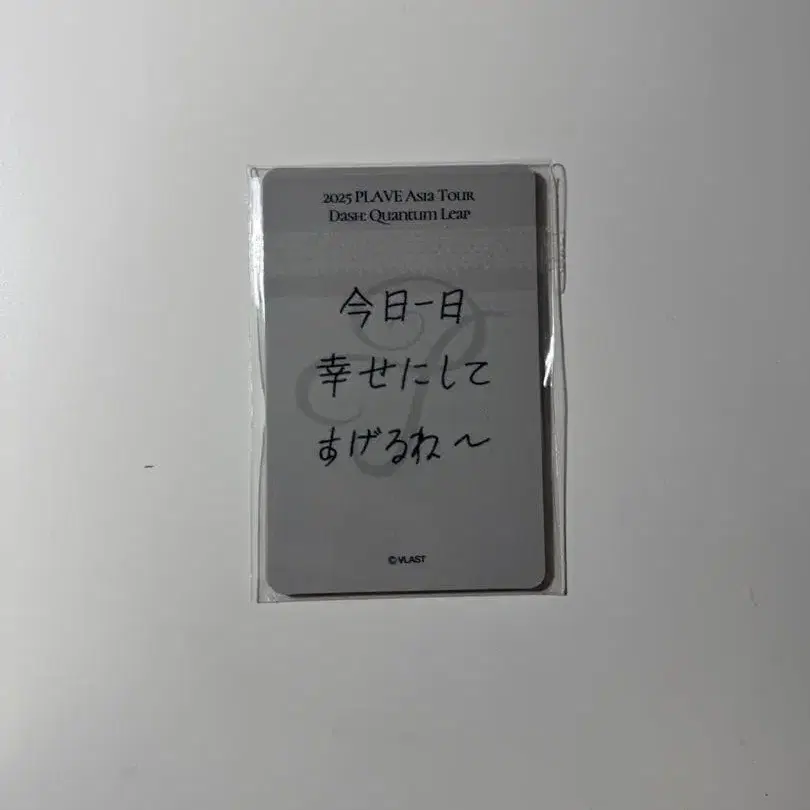 2025 PLAVE Asia Tour
Dash: Quantum Leap
今日一日
幸せにして
あげるね〜
© VLAST